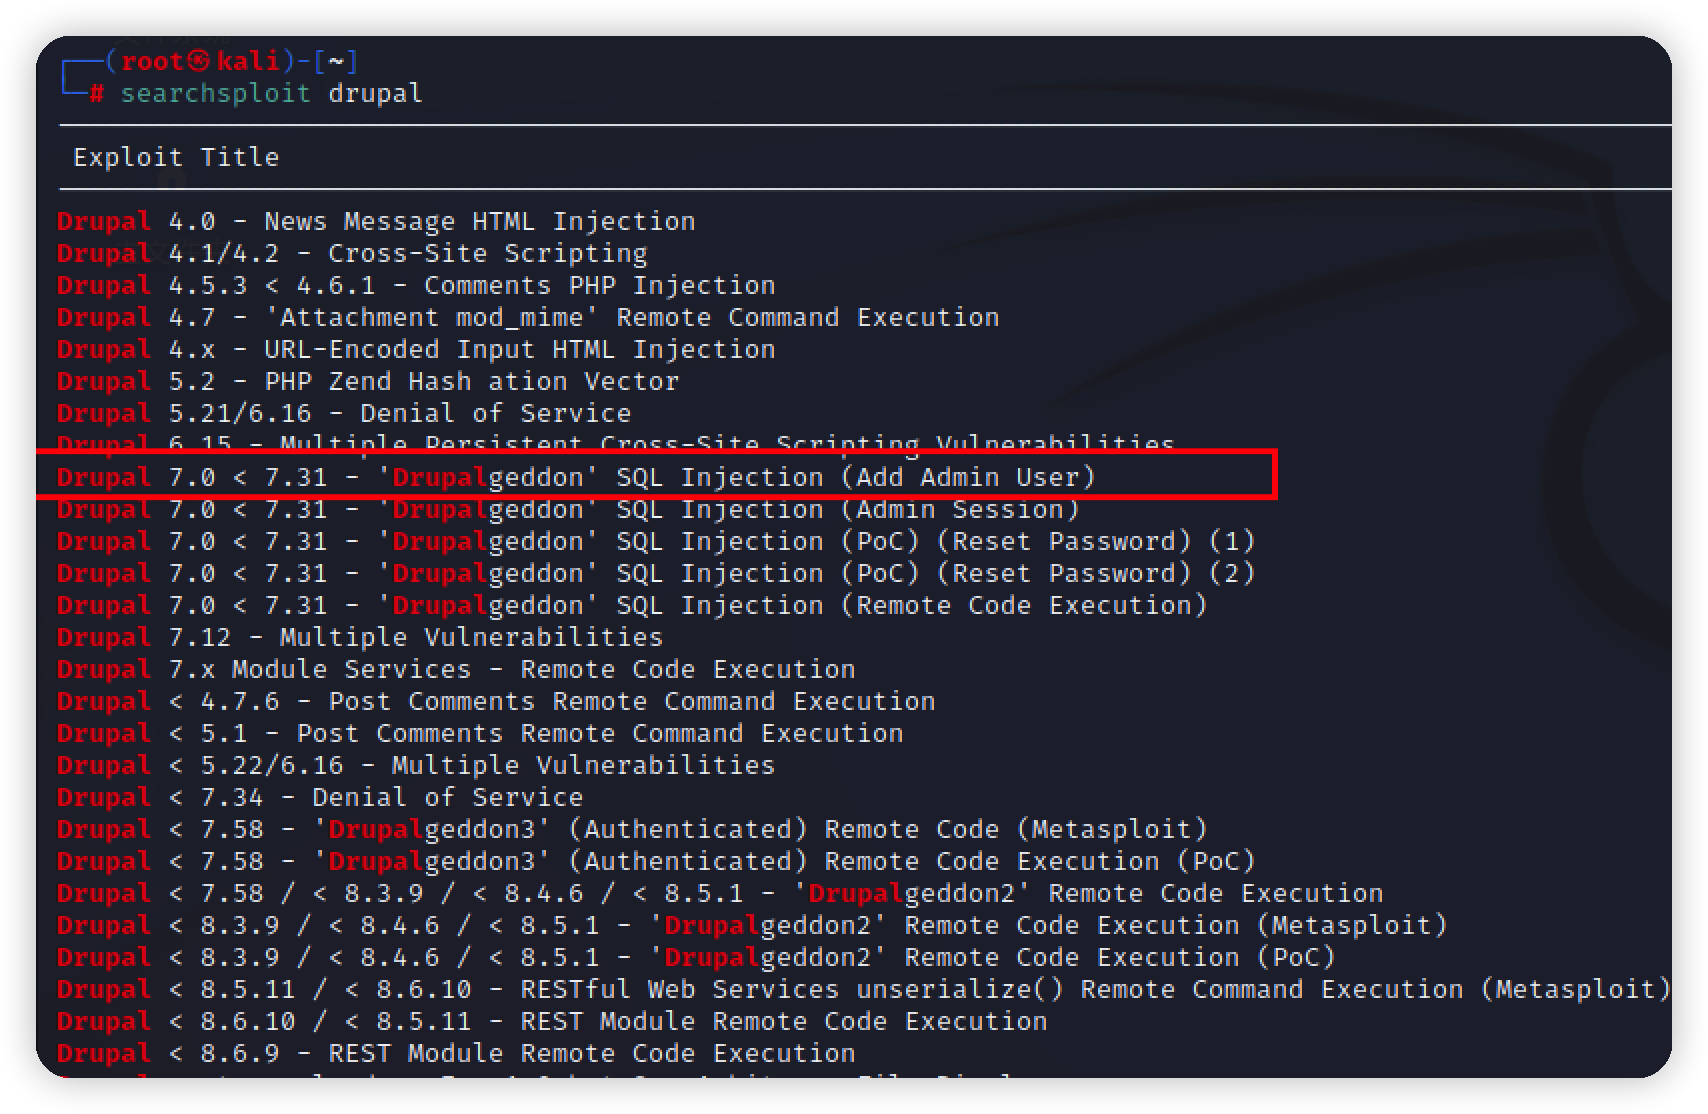 (root㉿kali)-[~]
# searchsploit drupal
Exploit Title
Drupal 4.0 - News Message HTML Injection
Drupal 4.1/4.2 - Cross-Site Scripting
Drupal 4.5.3 < 4.6.1 - Comments PHP Injection
Drupal 4.7 - 'Attachment mod_mime' Remote Command Execution
Drupal 4.x - URL-Encoded Input HTML Injection
Drupal 5.2 - PHP Zend Hash ation Vector
Drupal 5.21/6.16 - Denial of Service
Drupal 6.15 - Multiple Persistent Cross-Site Scripting Vulnerabilities
Drupal 7.0 < 7.31 - 'Drupalgeddon' SQL Injection (Add Admin User)
Drupal 7.0 < 7.31 - 'Drupalgeddon' SQL Injection (Admin Session)
Drupal 7.0 < 7.31 - 'Drupalgeddon' SQL Injection (PoC) (Reset Password) (1)
Drupal 7.0 < 7.31 - 'Drupalgeddon' SQL Injection (PoC) (Reset Password) (2)
Drupal 7.0 < 7.31 - 'Drupalgeddon' SQL Injection (Remote Code Execution)
Drupal 7.12 - Multiple Vulnerabilities
Drupal 7.x Module Services - Remote Code Execution
Drupal < 4.7.6 - Post Comments Remote Command Execution
Drupal < 5.1 - Post Comments Remote Command Execution
Drupal < 5.22/6.16 - Multiple Vulnerabilities
Drupal < 7.34 - Denial of Service
Drupal < 7.58 - 'Drupalgeddon3' (Authenticated) Remote Code (Metasploit)
Drupal < 7.58 - 'Drupalgeddon3' (Authenticated) Remote Code Execution (PoC)
Drupal < 7.58 / < 8.3.9 / < 8.4.6 / < 8.5.1 - 'Drupalgeddon2' Remote Code Execution
Drupal < 8.3.9 / < 8.4.6 / < 8.5.1 - 'Drupalgeddon2' Remote Code Execution (Metasploit)
Drupal < 8.3.9 / < 8.4.6 / < 8.5.1 - 'Drupalgeddon2' Remote Code Execution (PoC)
Drupal < 8.5.11 / < 8.6.10 - RESTful Web Services unserialize() Remote Command Execution (Metasploit)
Drupal < 8.6.10 / < 8.5.11 - REST Module Remote Code Execution
Drupal < 8.6.9 - REST Module Remote Code Execution